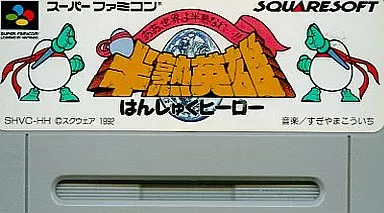 スーパーファミコン
SQUARESOFT
SUPER FAMICOM
ああ世界よ半熟なれ…!!
半熟英雄
はんじゅくヒーロー
SHVC-HH ©スクウェア 1992
音楽/すぎやまこういち